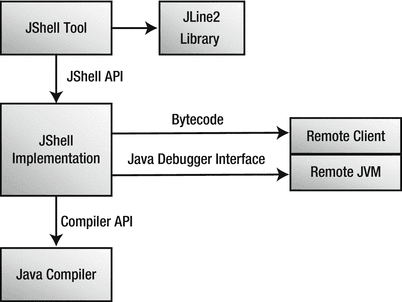 JShell Tool
JLine2
Library
JShell API
JShell
Implementation
Bytecode
Java Debugger Interface
Remote Client
Remote JVM
Compiler API
Java Compiler